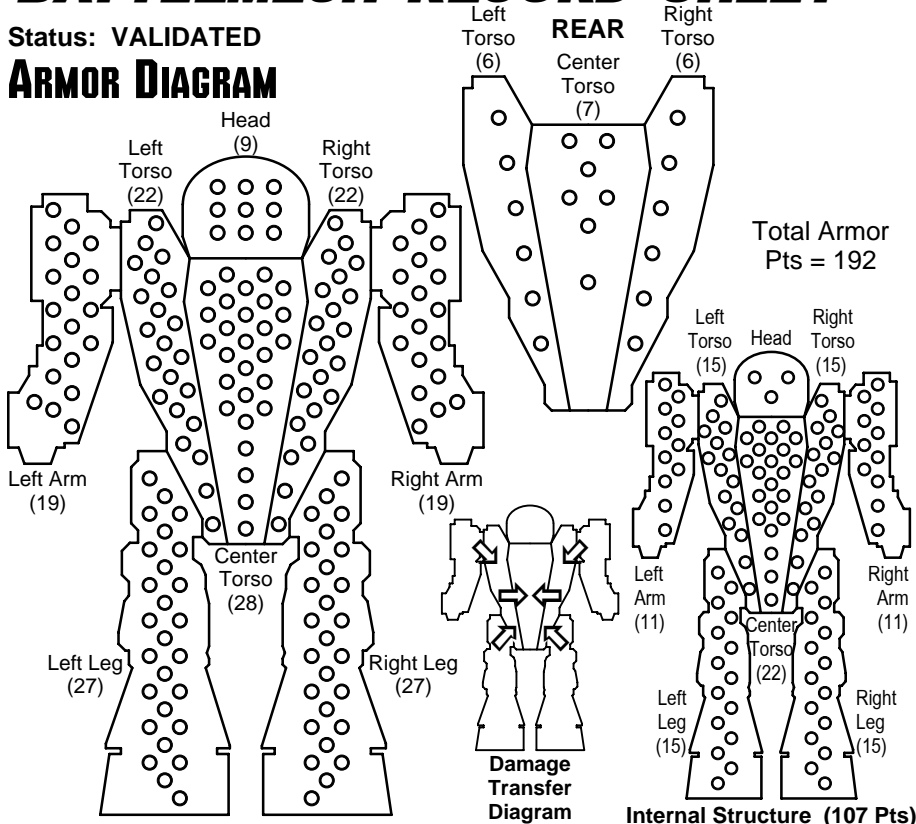 Status: VALIDATED
ARMOR DIAGRAM
Head
(9)
Left
Torso
(22)
Right
Torso
(22)
Left Arm
(19)
Right Arm
(19)
Center
Torso
(28)
Left Leg
(27)
Right Leg
(27)
REAR
Left
Torso
(6)
Center
Torso
(7)
Right
Torso
(6)
Total Armor
Pts = 192
Damage
Transfer
Diagram
Left
Torso
(15)
Head
Right
Torso
(15)
Left
Arm
(11)
Right
Arm
(11)
Center
Torso
(22)
Left
Leg
(15)
Right
Leg
(15)
Internal Structure (107 Pts)